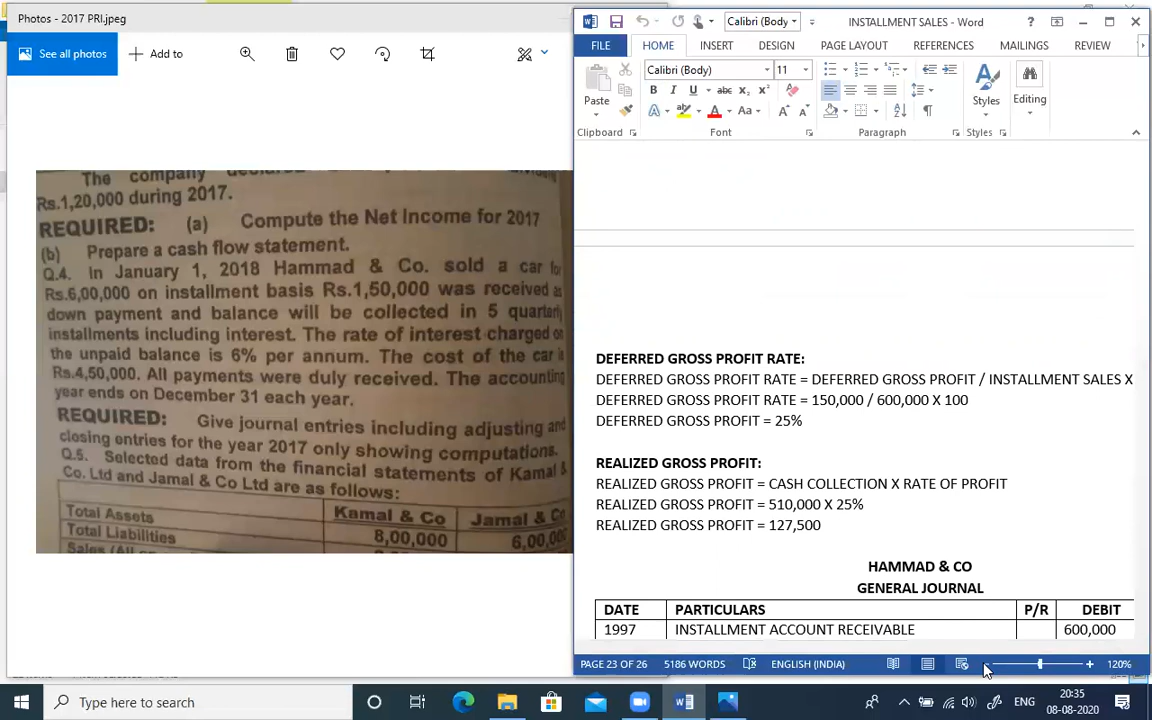 Photos - 2017 PRI.jpeg
See all photos
Add to
The company
Rs.1,20,000 during 2017.
REQUIRED: (a) Compute the Net Income for 2017
(b) Prepare a cash flow statement.
Q.4. In January 1, 2018 Hammad & Co. sold a car for
Rs.6,00,000 on installment basis Rs.1,50,000 was received as
down payment and balance will be collected in 5 quarterly
installments including interest. The rate of interest charged on
the unpaid balance is 6% per annum. The cost of the car is
Rs.4,50,000. All payments were duly received. The accounting
year ends on December 31 each year.
REQUIRED: Give journal entries including adjusting and
closing entries for the year 2017 only showing computations.
Q.5. Selected data from the financial statements of Kamal &
Co. Ltd and Jamal & Co Ltd are as follows:
Kamal & Co Jamal & Co
Total Assets 8,00,000 6,00,000
Total Liabilities
Sales (All
INSTALLMENT SALES - Word
Calibri (Body
FILE HOME INSERT DESIGN PAGE LAYOUT REFERENCES MAILINGS REVIEW
Paste
Calibri (Body) 11
B I U abc x₂ x²
A A Aa A A
Styles
Editing
Clipboard Font Paragraph Styles
DEFERRED GROSS PROFIT RATE:
DEFERRED GROSS PROFIT RATE = DEFERRED GROSS PROFIT / INSTALLMENT SALES X
DEFERRED GROSS PROFIT RATE = 150,000 / 600,000 X 100
DEFERRED GROSS PROFIT = 25%
REALIZED GROSS PROFIT:
REALIZED GROSS PROFIT = CASH COLLECTION X RATE OF PROFIT
REALIZED GROSS PROFIT = 510,000 X 25%
REALIZED GROSS PROFIT = 127,500
HAMMAD & CO
GENERAL JOURNAL
DATE PARTICULARS P/R DEBIT
1997 INSTALLMENT ACCOUNT RECEIVABLE 600,000
PAGE 23 OF 26 5186 WORDS ENGLISH (INDIA) 120%
Type here to search
ENG
20:35
08-08-2020